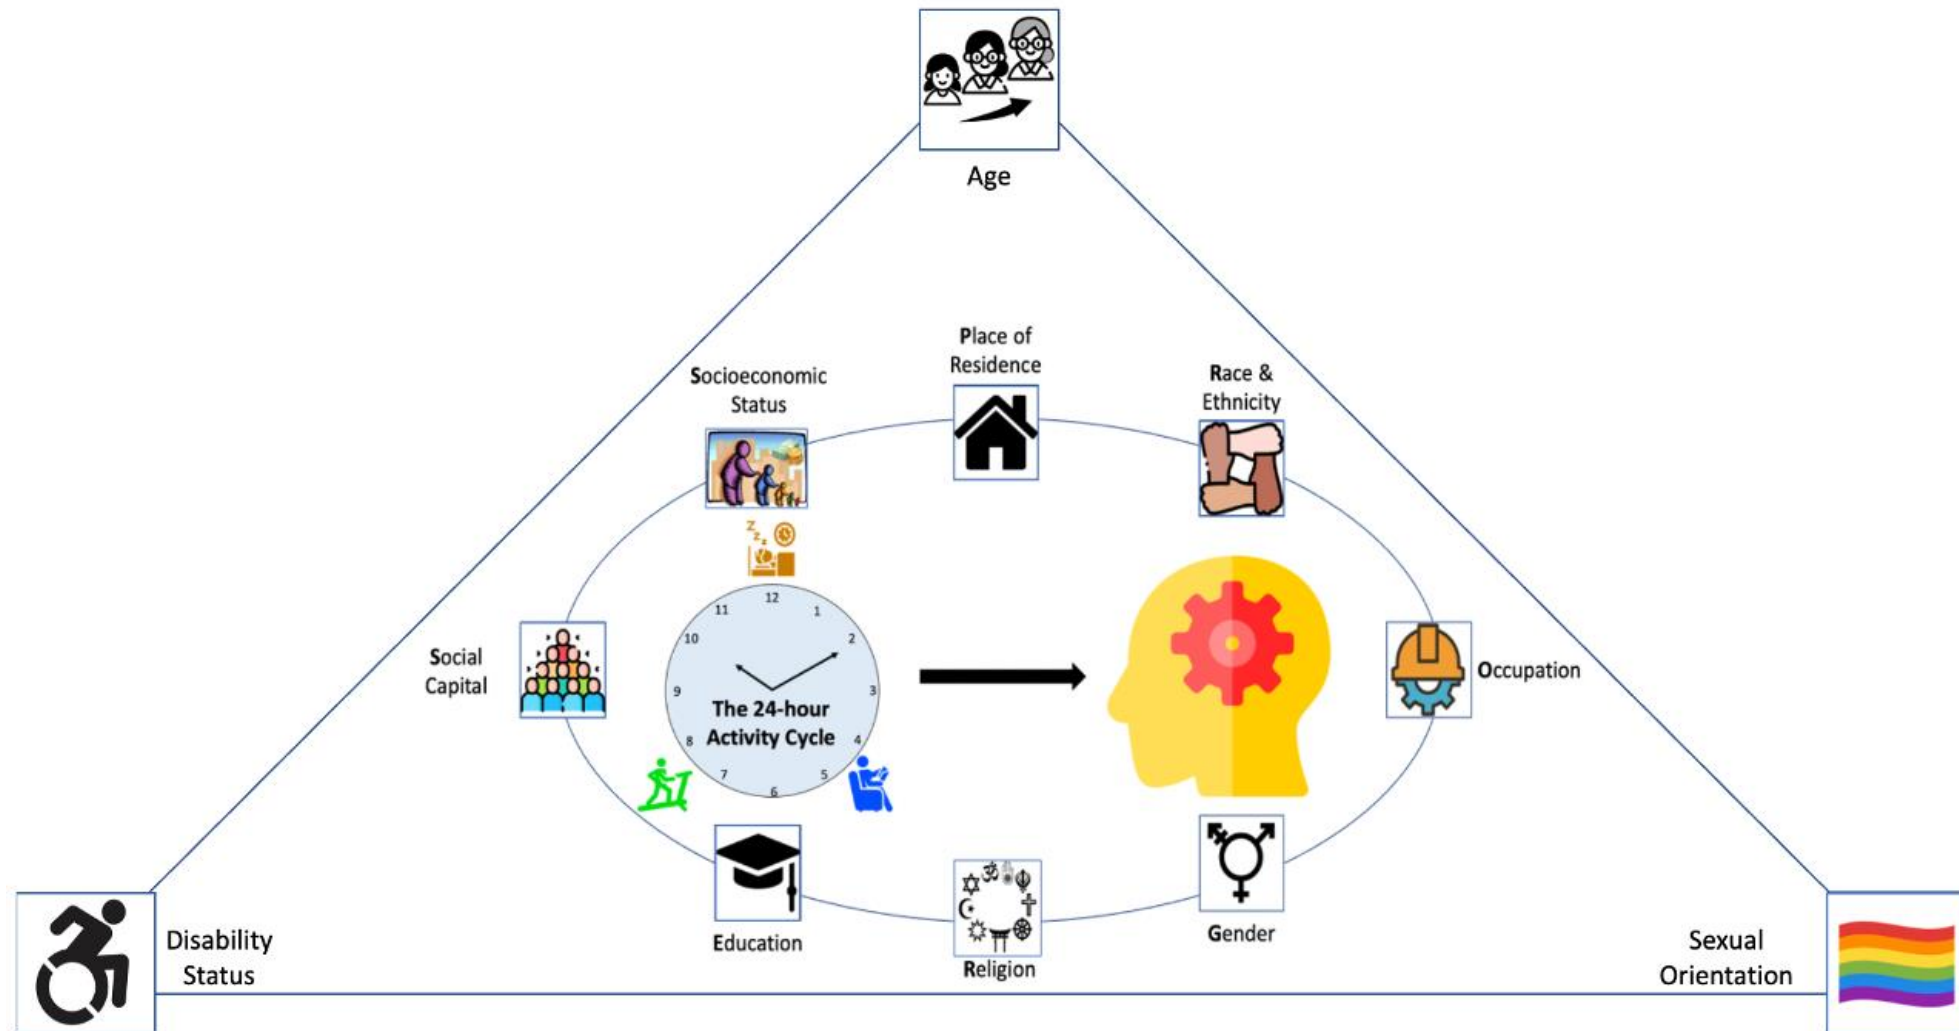 Age
Place of
Residence
Socioeconomic
Status
Race &
Ethnicity
Z
Z
Z
Z
12
11
1
10
2
9
3
The 24-hour
Activity Cycle
8
4
7
5
6
Social
Capital
Occupation
Education
Religion
Gender
Disability
Status
Sexual
Orientation